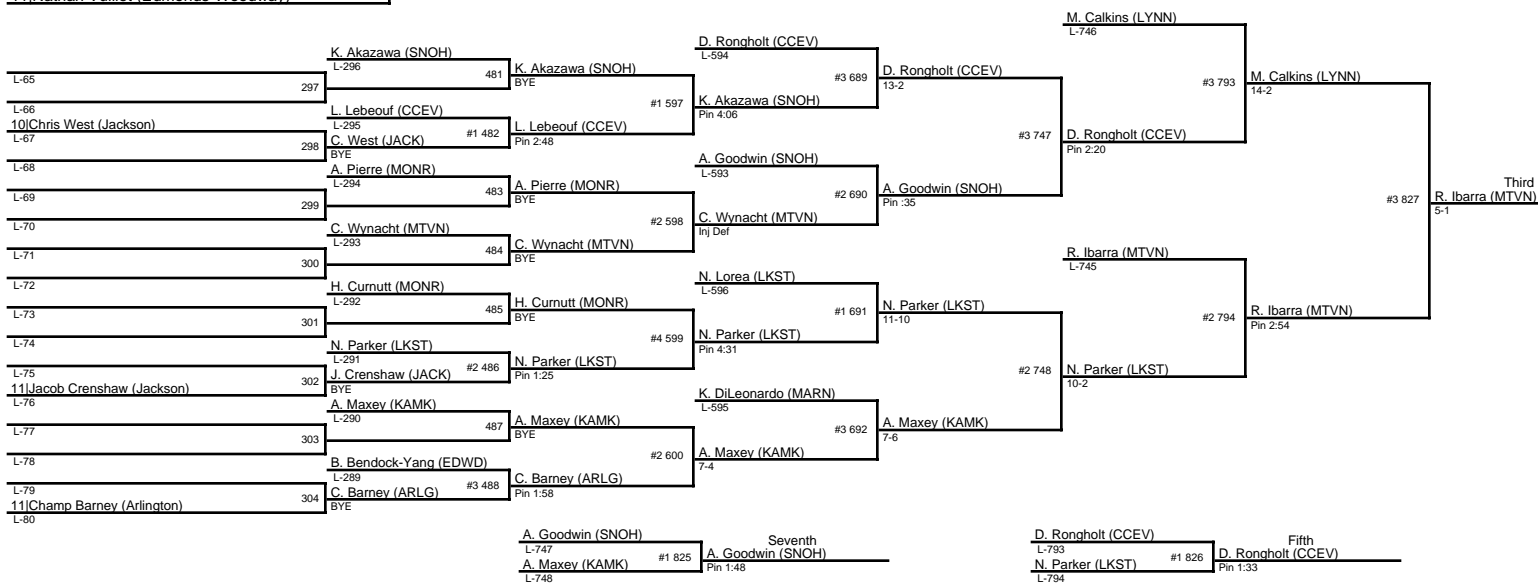 K. Akazawa (SNOH)
L-296
L-65
297
481
K. Akazawa (SNOH)
BYE
L-66
10|Chris West (Jackson)
L-67
298
L. Lebeouf (CCEV)
L-295
C. West (JACK)
BYE
#1 482
L. Lebeouf (CCEV)
Pin 2:48
L-68
#1 597
D. Rongholt (CCEV)
L-594
K. Akazawa (SNOH)
Pin 4:06
#3 689
D. Rongholt (CCEV)
13-2
A. Pierre (MONR)
L-294
L-69
299
483
A. Pierre (MONR)
BYE
L-70
C. Wynacht (MTVN)
L-293
L-71
300
484
C. Wynacht (MTVN)
BYE
L-72
#2 598
A. Goodwin (SNOH)
L-593
C. Wynacht (MTVN)
Inj Def
#2 690
A. Goodwin (SNOH)
Pin :35
#3 747
M. Calkins (LYNN)
L-746
D. Rongholt (CCEV)
Pin 2:20
#3 793
M. Calkins (LYNN)
14-2
H. Curnutt (MONR)
L-292
L-73
301
485
H. Curnutt (MONR)
BYE
L-74
N. Parker (LKST)
L-291
L-75
11|Jacob Crenshaw (Jackson)
L-76
302
J. Crenshaw (JACK)
BYE
#2 486
N. Parker (LKST)
Pin 1:25
#4 599
N. Lorea (LKST)
L-596
N. Parker (LKST)
Pin 4:31
#1 691
N. Parker (LKST)
11-10
A. Maxey (KAMK)
L-290
L-77
303
487
A. Maxey (KAMK)
BYE
L-78
B. Bendock-Yang (EDWD)
L-289
L-79
11|Champ Barney (Arlington)
L-80
304
C. Barney (ARLG)
BYE
#3 488
C. Barney (ARLG)
Pin 1:58
#2 600
K. DiLeonardo (MARN)
L-595
A. Maxey (KAMK)
7-4
#3 692
A. Maxey (KAMK)
7-6
#2 748
R. Ibarra (MTVN)
L-745
N. Parker (LKST)
10-2
#2 794
R. Ibarra (MTVN)
Pin 2:54
#3 827
Third
R. Ibarra (MTVN)
5-1
A. Goodwin (SNOH)
L-747
A. Maxey (KAMK)
L-748
#1 825
Seventh
A. Goodwin (SNOH)
Pin 1:48
D. Rongholt (CCEV)
L-793
N. Parker (LKST)
L-794
#1 826
Fifth
D. Rongholt (CCEV)
Pin 1:33